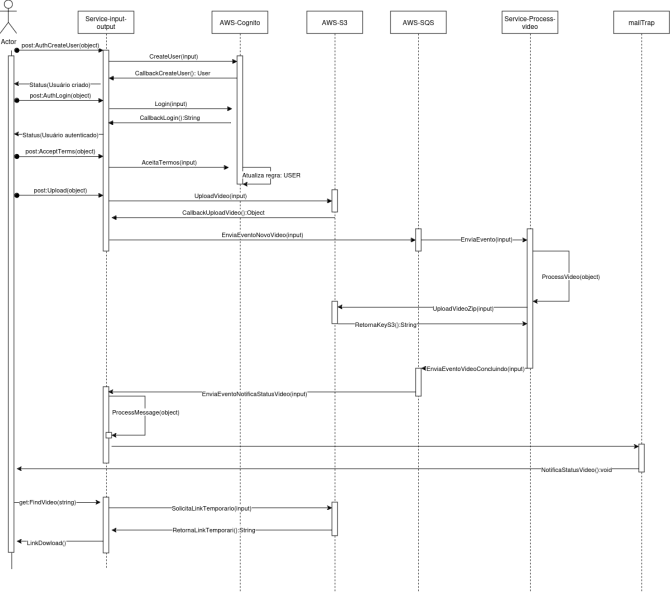 Service-input-
output
AWS-Cognito
AWS-S3
AWS-SQS
Service-Process-
video
mailTrap
Actor
post:AuthCreateUser(object)
CreateUser(input)
CallbackCreateUser(): User
Status(Usuário criado)
post:AuthLogin(object)
Login(input)
CallbackLogin():String
Status(Usuário autenticado)
post:AcceptTerms(object)
AceitaTermos(input)
Atualiza regra: USER
post:Upload(object)
UploadVideo(input)
CallbackUploadVideo():Object
EnviaEventoNovoVideo(input)
EnviaEvento(input)
ProcessVideo(object)
UploadVideoZip(input)
RetornaKeyS3():String
EnviaEventoVideoConcluindo(input)
EnviaEventoNotificaStatusVideo(input)
ProcessMessage(object)
NotificaStatusVideo():void
get:FindVideo(string)
SolicitaLinkTemporario(input)
RetornaLinkTemporari():String
LinkDowload()